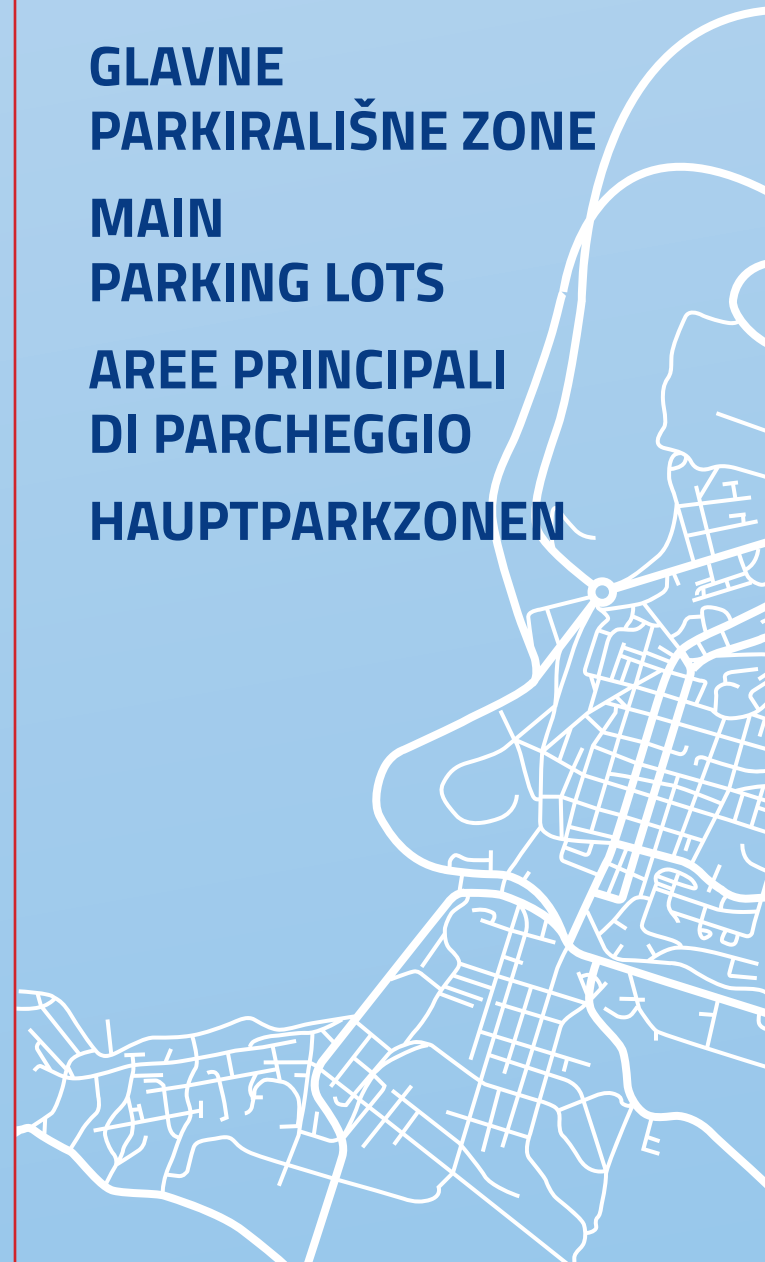 GLAVNE
PARKIRALIŠNE ZONE
MAIN
PARKING LOTS
AREE PRINCIPALI
DI PARCHEGGIO
HAUPTPARKZONEN